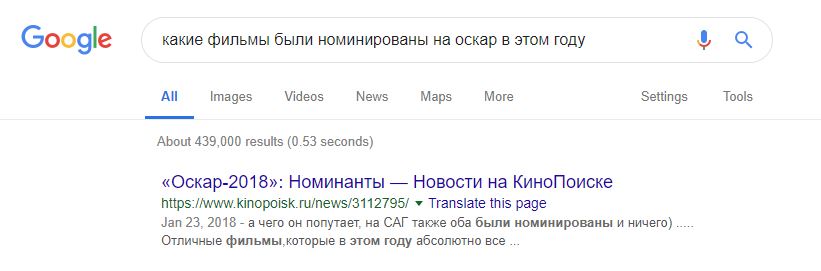 Google
какие фильмы были номинированы на оскар в этом году
All Images Videos News Maps More Settings Tools
About 439,000 results (0.53 seconds)
«Оскар-2018»: Номинанты — Новости на КиноПоиске
https://www.kinopoisk.ru/news/3112795/ Translate this page
Jan 23, 2018 - а чего он попутает, на САГ также оба были номинированы и ничего) .....
Отличные фильмы,которые в этом году абсолютно все ...